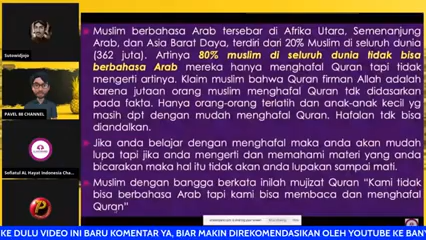 Muslim berbahasa Arab tersebar di Afrika Utara, Semenanjung
Arab, dan Asia Barat Daya, terdiri dari 20% Muslim di seluruh dunia
(362 juta). Artinya 80% muslim di seluruh dunia tidak bisa
berbahasa Arab mereka hanya menghafal Quran tapi tidak
mengerti artinya. Klaim muslim bahwa Quran firman Allah adalah
karena jutaan orang muslim menghafal Quran tdk didasarkan
pada fakta. Hanya orang-orang terlatih dan anak-anak kecil yg
masih dpt dengan mudah menghafal Quran. Hafalan tdk bisa
diandalkan.
Jika anda belajar dengan menghafal maka anda akan mudah
lupa tapi jika anda mengerti dan memahami materi yang anda
bicarakan maka hal itu tidak akan anda lupakan sampai mati.
Muslim dengan bangga berkata inilah mujizat Quran "Kami tidak
bisa berbahasa Arab tapi kami bisa membaca dan menghafal
Quran"
Sutewidjojo
PAVEL 88 CHANNEL
Sefiatul AL Hayat Indonesia Cha...
KE DULU VIDEO INI BARU KOMENTAR YA, BIAR MAKIN DIREKOMENDASIKAN OLEH YOUTUBE KE BANY